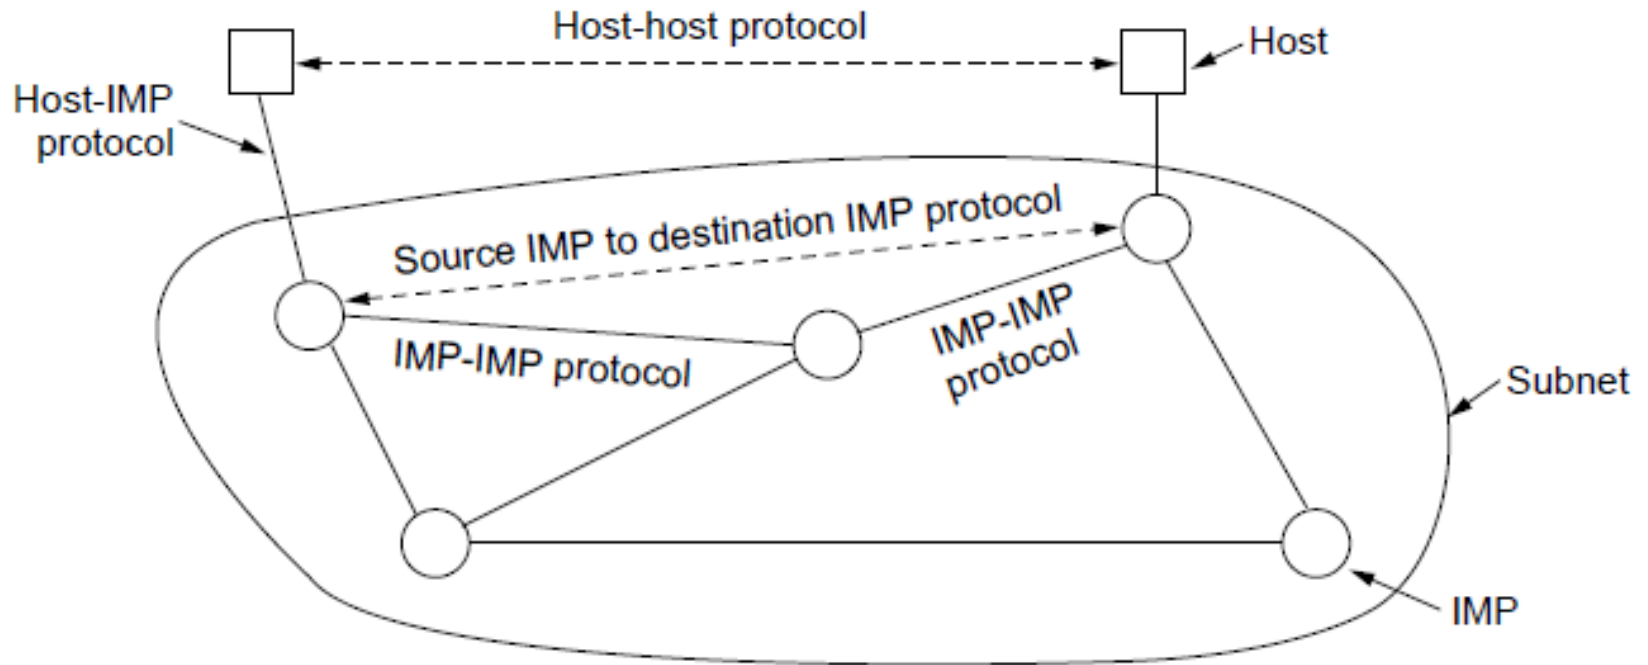 Host-host protocol
Host
Host-IMP
protocol
Source IMP to destination IMP protocol
IMP-IMP protocol
IMP-IMP
protocol
Subnet
IMP